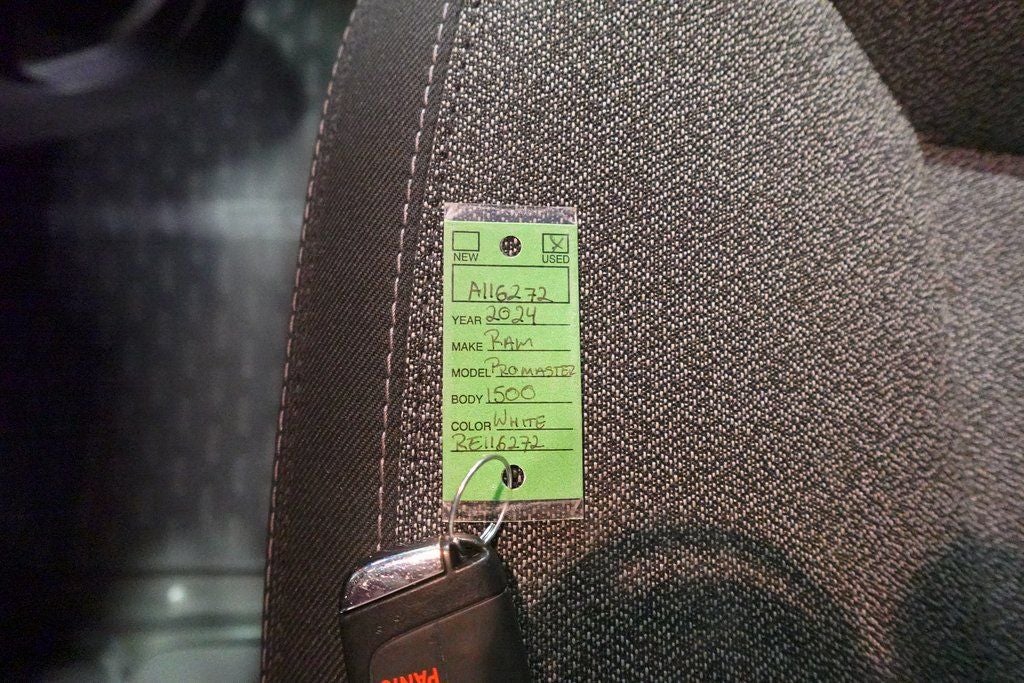 NEW USED
A116272
YEAR 2024
MAKE RAM
MODEL PROMASTER
BODY 1500
COLOR WHITE
RE116272